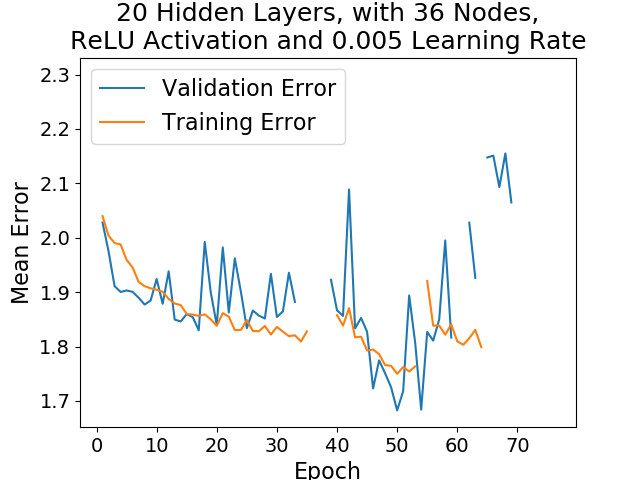 20 Hidden Layers, with 36 Nodes,
ReLU Activation and 0.005 Learning Rate
Validation Error
Training Error
Mean Error
2.3
2.2
2.1
2.0
1.9
1.8
1.7
0 10 20 30 40 50 60 70
Epoch